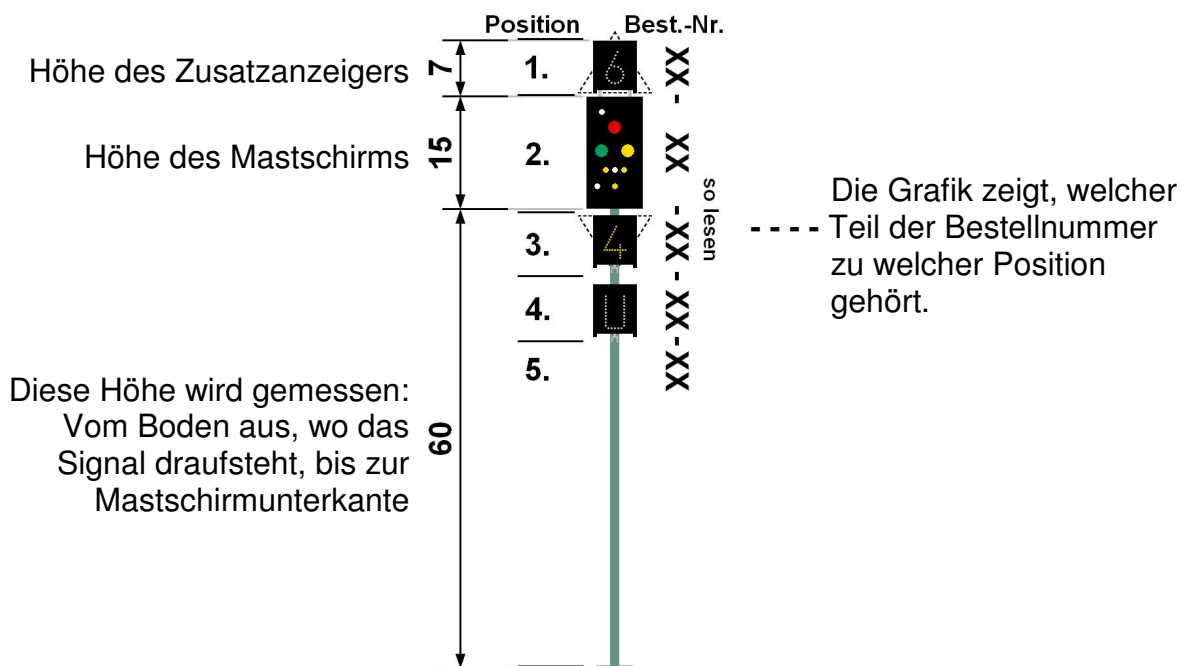 Position Best.-Nr.
Höhe des Zusatzanzeigers 7 1. 6 XX
-
Höhe des Mastschirms 15 2. XX
-
3. 4 XX
-
4. U XX
-
5. XX
so lesen
---- Die Grafik zeigt, welcher
Teil der Bestellnummer
zu welcher Position
gehört.
Diese Höhe wird gemessen:
Vom Boden aus, wo das
Signal draufsteht, bis zur
Mastschirmunterkante
60